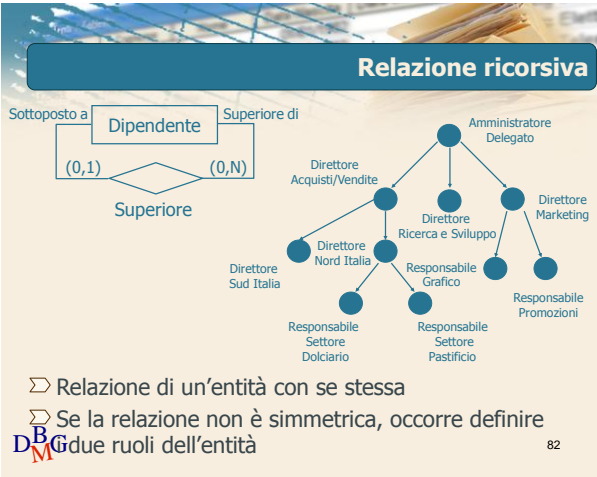 Relazione ricorsiva
Sottoposto a
Dipendente
Superiore di
(0,1)
(0,N)
Superiore
Amministratore
Delegato
Direttore
Acquisti/Vendite
Direttore
Ricerca e Sviluppo
Direttore
Marketing
Direttore
Sud Italia
Direttore
Nord Italia
Responsabile
Grafico
Responsabile
Promozioni
Responsabile
Settore
Dolciario
Responsabile
Settore
Pastificio
Relazione di un'entità con se stessa
Se la relazione non è simmetrica, occorre definire
i due ruoli dell'entità
DBMG
82